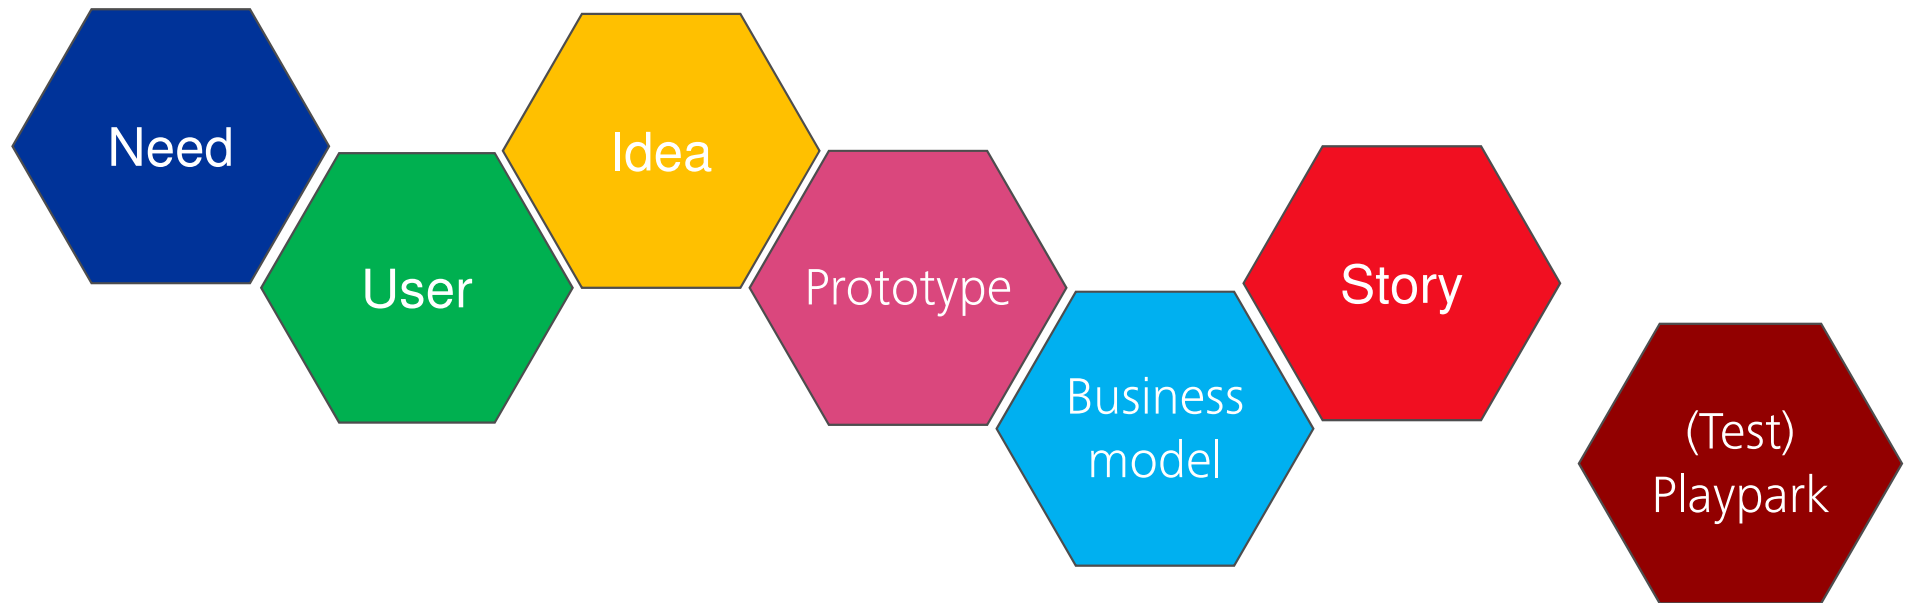 Need
User
Idea
Prototype
Business
model
Story
(Test)
Playpark